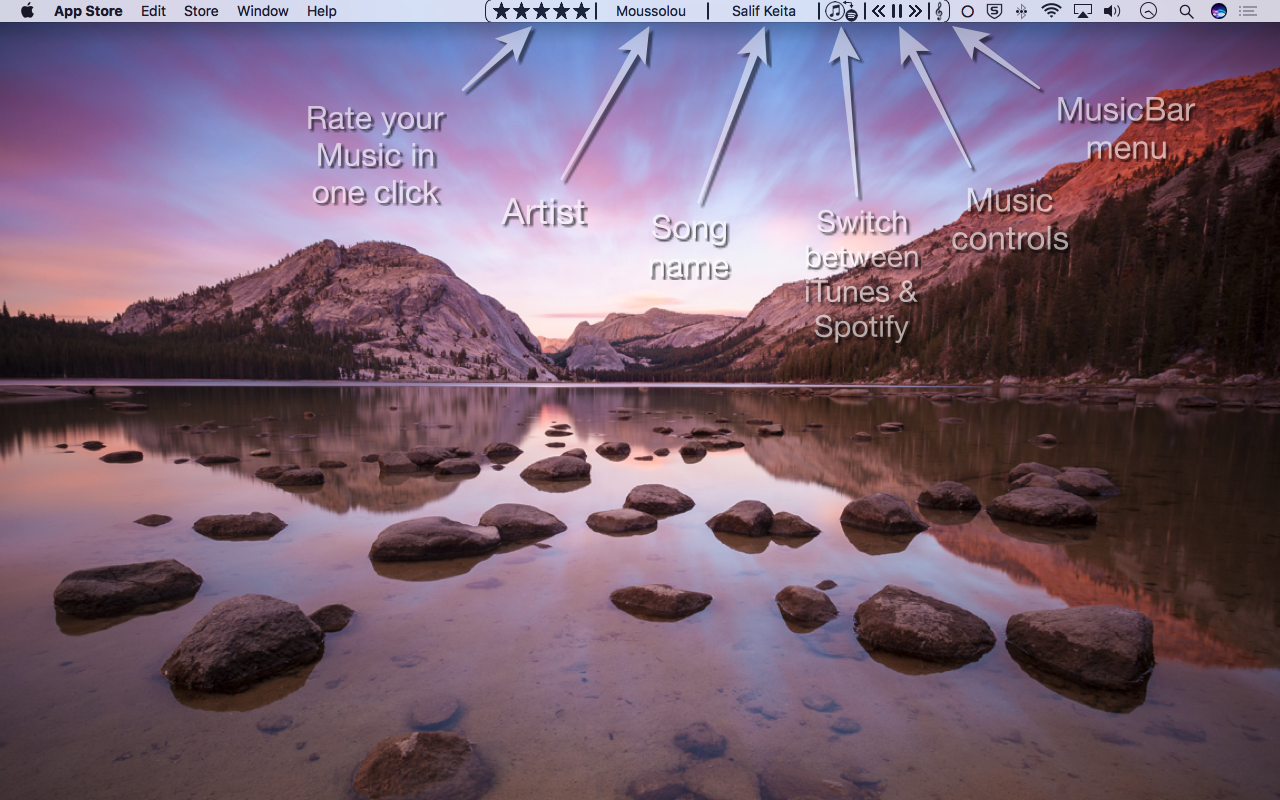 App Store Edit Store Window Help ★★★★★ | Moussolou | Salif Keita
Rate your
Music in
one click
Artist
Song
name
Switch
between
iTunes &
Spotify
Music
controls
MusicBar
menu